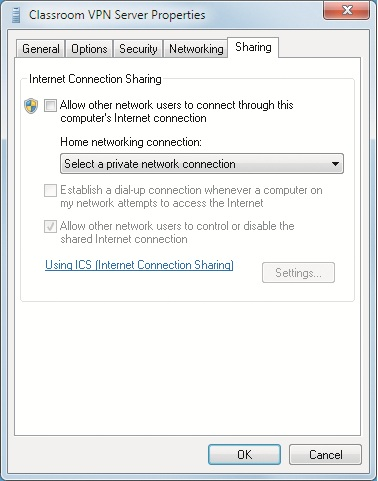 Classroom VPN Server Properties
General Options Security Networking Sharing
Internet Connection Sharing
Allow other network users to connect through this
computer's Internet connection
Home networking connection:
Select a private network connection
Establish a dial-up connection whenever a computer on
my network attempts to access the Internet
Allow other network users to control or disable the
shared Internet connection
Using ICS (Internet Connection Sharing)
Settings...
OK Cancel